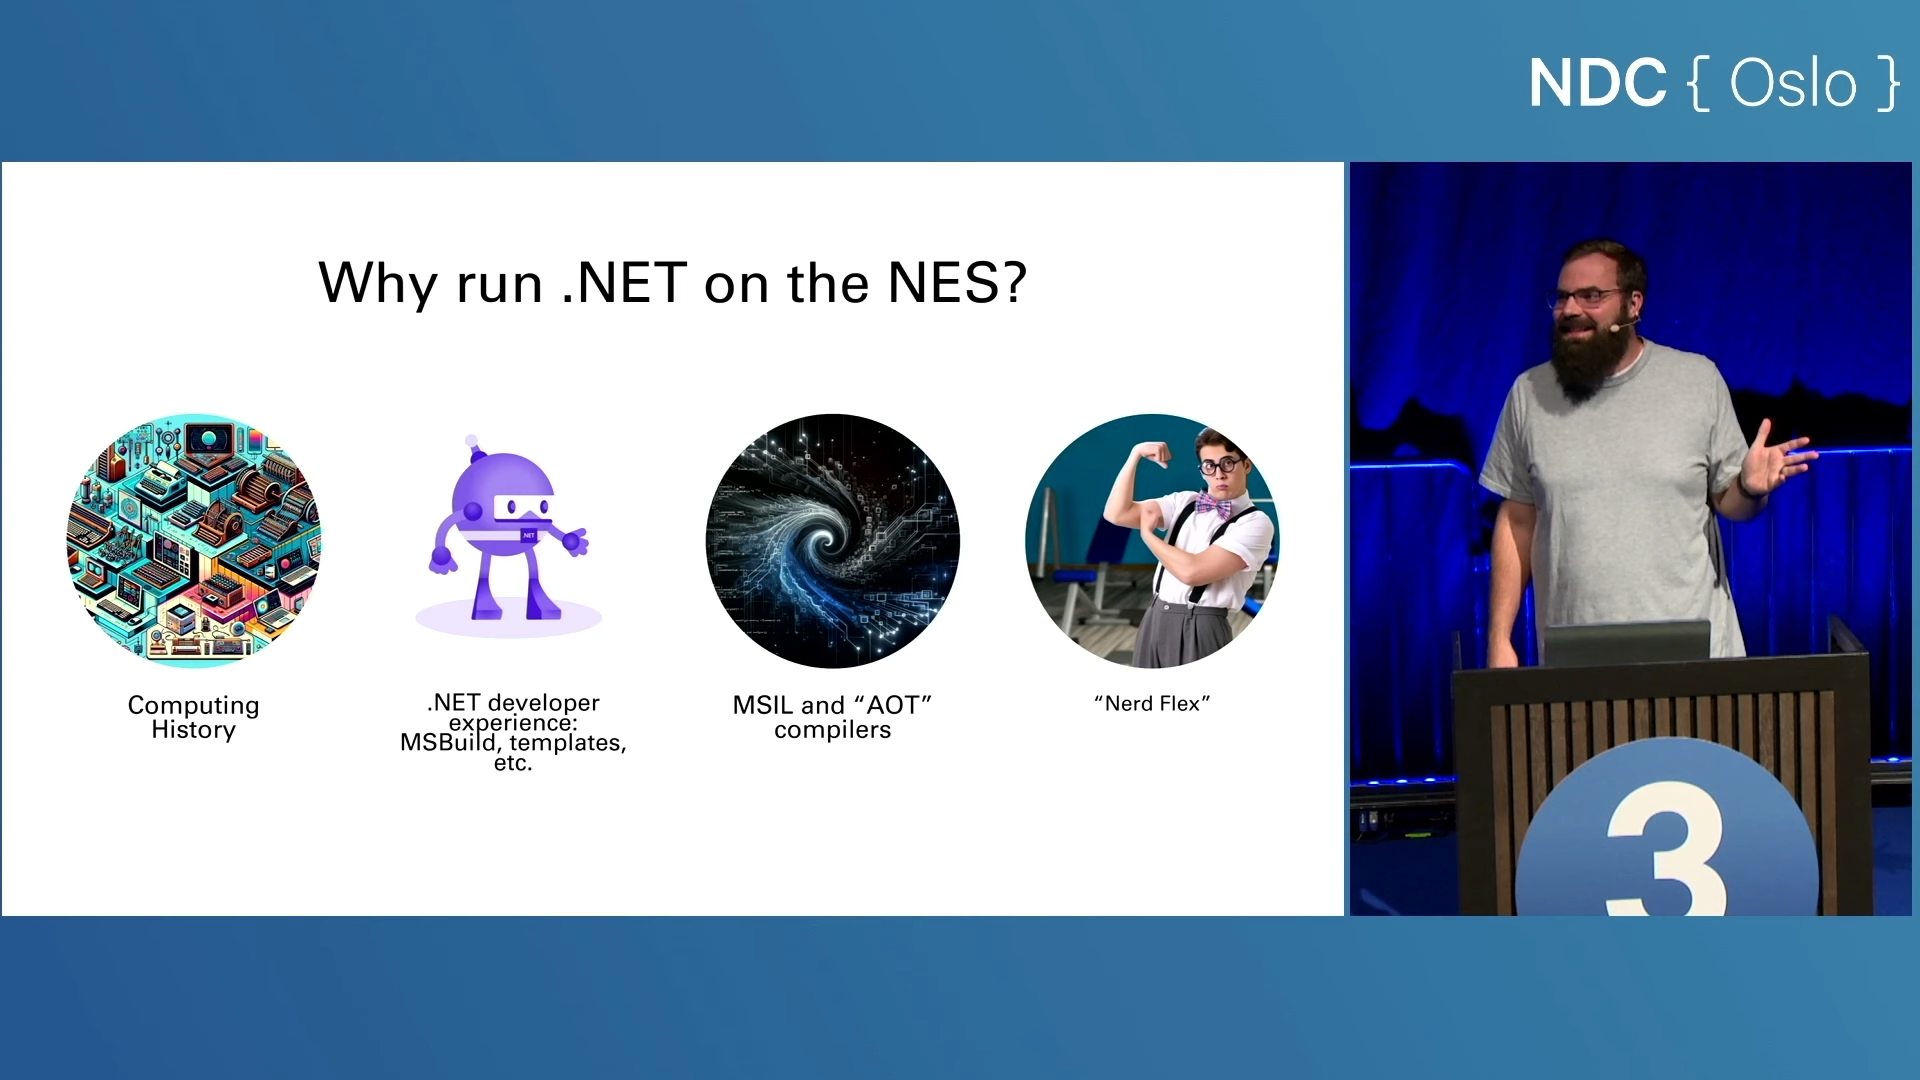 NDC { Oslo }
Why run .NET on the NES?
Computing
History
.NET developer
experience:
MSBuild, templates,
etc.
MSIL and “AOT”
compilers
“Nerd Flex”
.NET
3